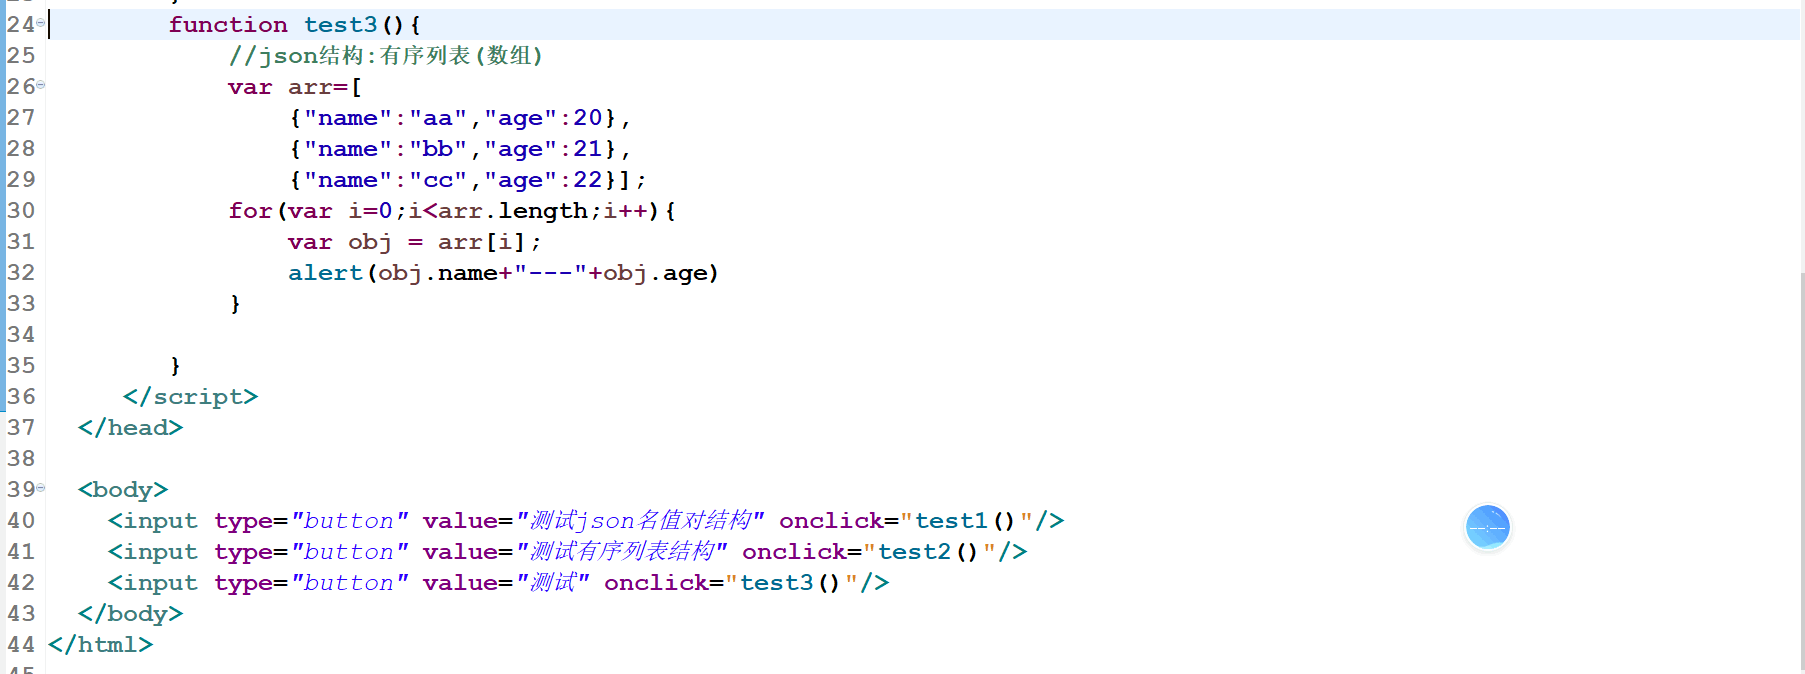 24 function test3(){
25 //json结构:有序列表(数组)
26 var arr=[
27 {"name":"aa","age":20},
28 {"name":"bb","age":21},
29 {"name":"cc","age":22}];
30 for(var i=0;i<arr.length;i++){
31 var obj = arr[i];
32 alert(obj.name+"---"+obj.age)
33 }
34
35 }
36 </script>
37 </head>
38
39 <body>
40 <input type="button" value="测试json名值对结构" onclick="test1()"/>
41 <input type="button" value="测试有序列表结构" onclick="test2()"/>
42 <input type="button" value="测试" onclick="test3()"/>
43 </body>
44 </html>